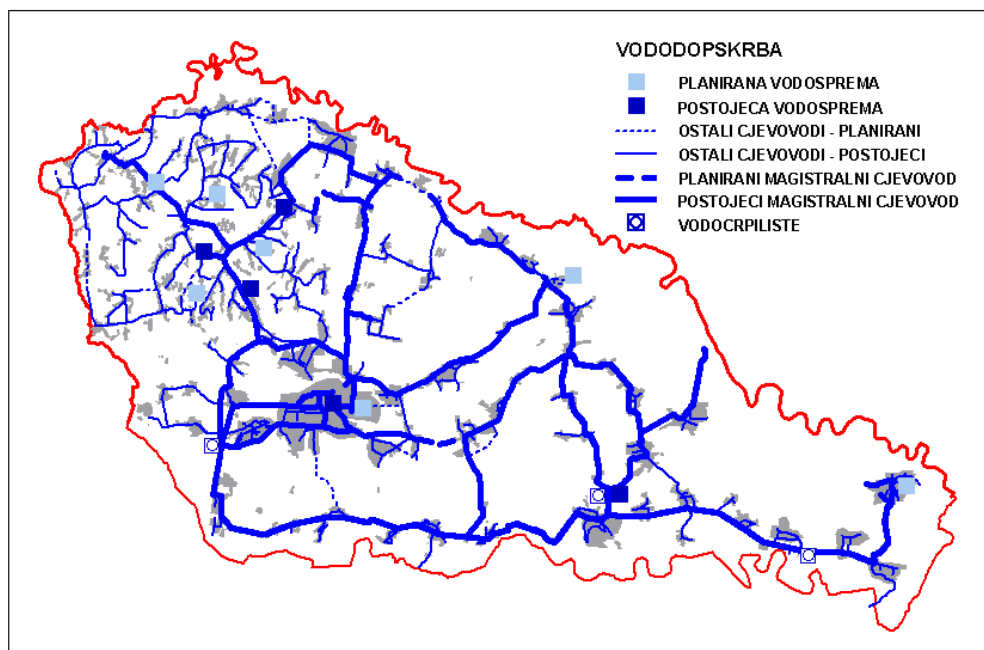 VODODOPSKRBA
PLANIRANA VODOSPREMA
POSTOJECA VODOSPREMA
OSTALI CJEVOVODI - PLANIRANI
OSTALI CJEVOVODI - POSTOJECI
PLANIRANI MAGISTRALNI CJEVOVOD
POSTOJECI MAGISTRALNI CJEVOVOD
VODOCRPILISTE